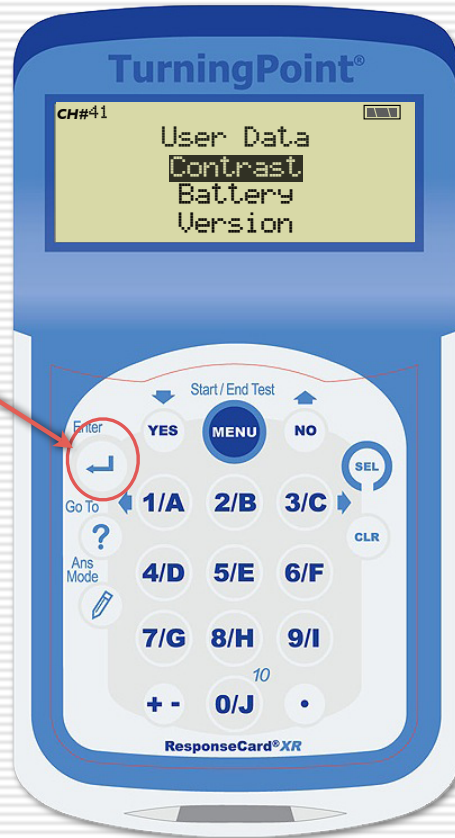 TurningPoint®
CH#41
User Data
Contrast
Battery
Version
Start / End Test
Enter
YES
MENU
NO
SEL
Go To
1/A
2/B
3/C
?
CLR
Ans
Mode
4/D
5/E
6/F
7/G
8/H
9/I
10
+ -
0/J
•
ResponseCard®XR